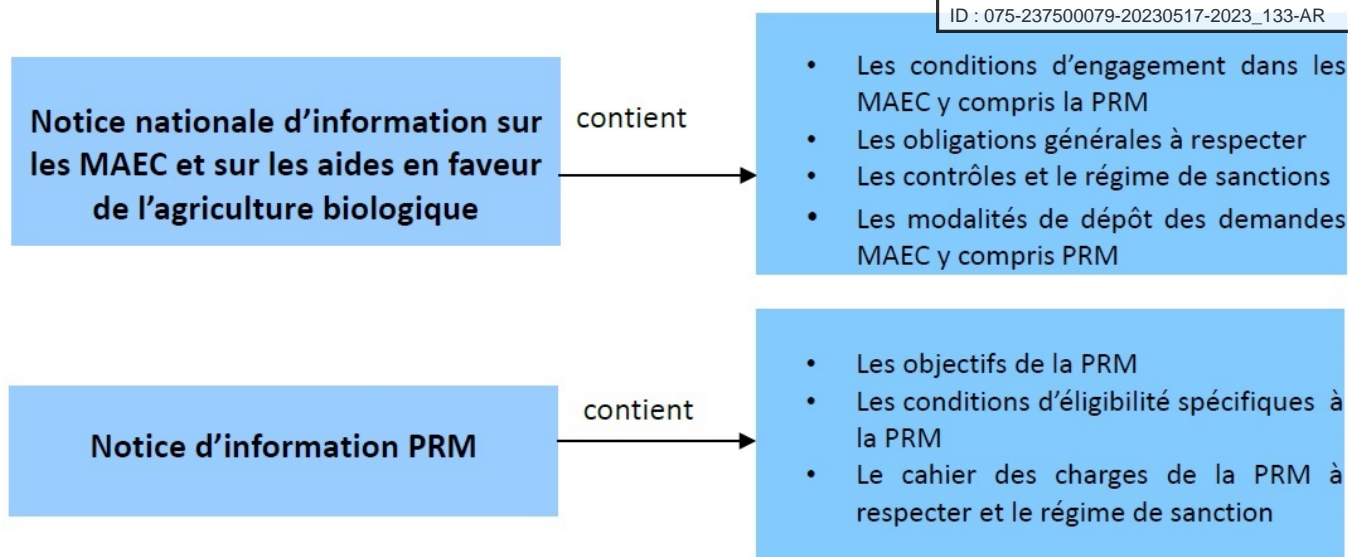 ID : 075-237500079-20230517-2023_133-AR
Notice nationale d’information sur
les MAEC et sur les aides en faveur
de l’agriculture biologique
contient
• Les conditions d’engagement dans les
MAEC y compris la PRM
• Les obligations générales à respecter
• Les contrôles et le régime de sanctions
• Les modalités de dépôt des demandes
MAEC y compris PRM
Notice d’information PRM
contient
• Les objectifs de la PRM
• Les conditions d’éligibilité spécifiques à
la PRM
• Le cahier des charges de la PRM à
respecter et le régime de sanction